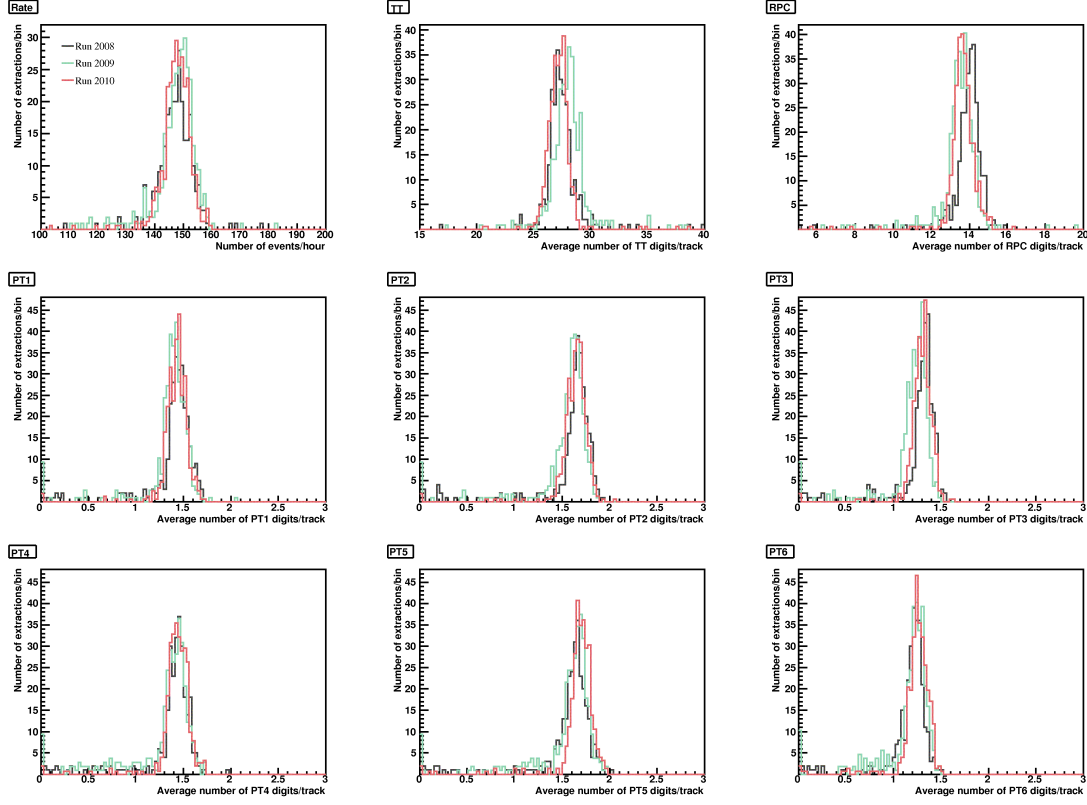 Rate
TT
RPC
Number of extractions/bin
30
25
20
15
10
5
Run 2008
Run 2009
Run 2010
100 110 120 130 140 150 160 170 180 190 200
Number of events/hour
Number of extractions/bin
40
35
30
25
20
15
10
5
15 20 25 30 35 40
Average number of TT digits/track
Number of extractions/bin
40
35
30
25
20
15
10
5
6 8 10 12 14 16 18 20
Average number of RPC digits/track
PT1
PT2
PT3
Number of extractions/bin
45
40
35
30
25
20
15
10
5
0 0.5 1 1.5 2 2.5 3
Average number of PT1 digits/track
Number of extractions/bin
45
40
35
30
25
20
15
10
5
0 0.5 1 1.5 2 2.5 3
Average number of PT2 digits/track
Number of extractions/bin
45
40
35
30
25
20
15
10
5
0 0.5 1 1.5 2 2.5 3
Average number of PT3 digits/track
PT4
PT5
PT6
Number of extractions/bin
45
40
35
30
25
20
15
10
5
0 0.5 1 1.5 2 2.5 3
Average number of PT4 digits/track
Number of extractions/bin
45
40
35
30
25
20
15
10
5
0 0.5 1 1.5 2 2.5 3
Average number of PT5 digits/track
Number of extractions/bin
45
40
35
30
25
20
15
10
5
0 0.5 1 1.5 2 2.5 3
Average number of PT6 digits/track